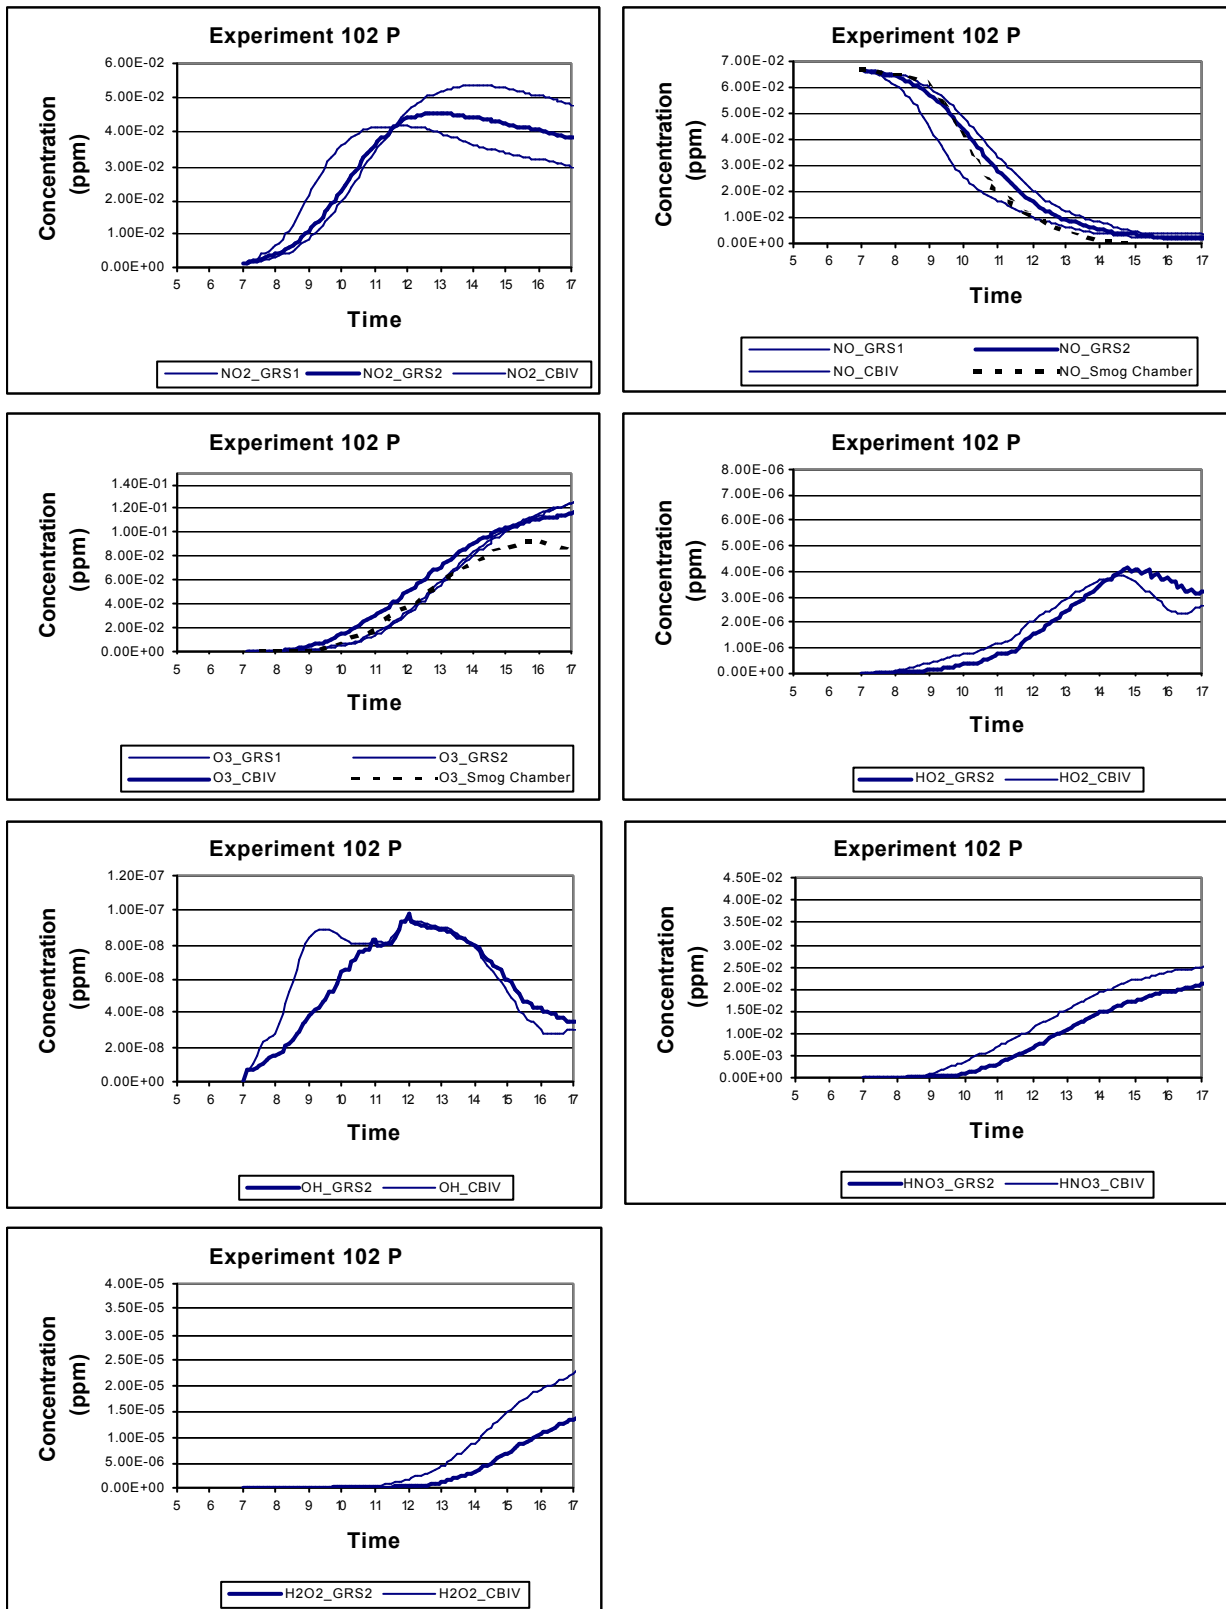 Experiment 102 P
6.00E-02
5.00E-02
4.00E-02
3.00E-02
2.00E-02
1.00E-02
0.00E+00
Concentration
(ppm)
5 6 7 8 9 10 11 12 13 14 15 16 17
Time
NO2_GRS1 NO2_GRS2 NO2_CBIV
Experiment 102 P
7.00E-02
6.00E-02
5.00E-02
4.00E-02
3.00E-02
2.00E-02
1.00E-02
0.00E+00
Concentration
(ppm)
5 6 7 8 9 10 11 12 13 14 15 16 17
Time
NO_GRS1 NO_GRS2
NO_CBIV NO_Smog Chamber
Experiment 102 P
1.40E-01
1.20E-01
1.00E-01
8.00E-02
6.00E-02
4.00E-02
2.00E-02
0.00E+00
Concentration
(ppm)
5 6 7 8 9 10 11 12 13 14 15 16 17
Time
O3_GRS1 O3_GRS2
O3_CBIV O3_Smog Chamber
Experiment 102 P
8.00E-06
7.00E-06
6.00E-06
5.00E-06
4.00E-06
3.00E-06
2.00E-06
1.00E-06
0.00E+00
Concentration
(ppm)
5 6 7 8 9 10 11 12 13 14 15 16 17
Time
HO2_GRS2 HO2_CBIV
Experiment 102 P
1.20E-07
1.00E-07
8.00E-08
6.00E-08
4.00E-08
2.00E-08
0.00E+00
Concentration
(ppm)
5 6 7 8 9 10 11 12 13 14 15 16 17
Time
OH_GRS2 OH_CBIV
Experiment 102 P
4.50E-02
4.00E-02
3.50E-02
3.00E-02
2.50E-02
2.00E-02
1.50E-02
1.00E-02
5.00E-03
0.00E+00
Concentration
(ppm)
5 6 7 8 9 10 11 12 13 14 15 16 17
Time
HNO3_GRS2 HNO3_CBIV
Experiment 102 P
4.00E-05
3.50E-05
3.00E-05
2.50E-05
2.00E-05
1.50E-05
1.00E-05
5.00E-06
0.00E+00
Concentration
(ppm)
5 6 7 8 9 10 11 12 13 14 15 16 17
Time
H2O2_GRS2 H2O2_CBIV